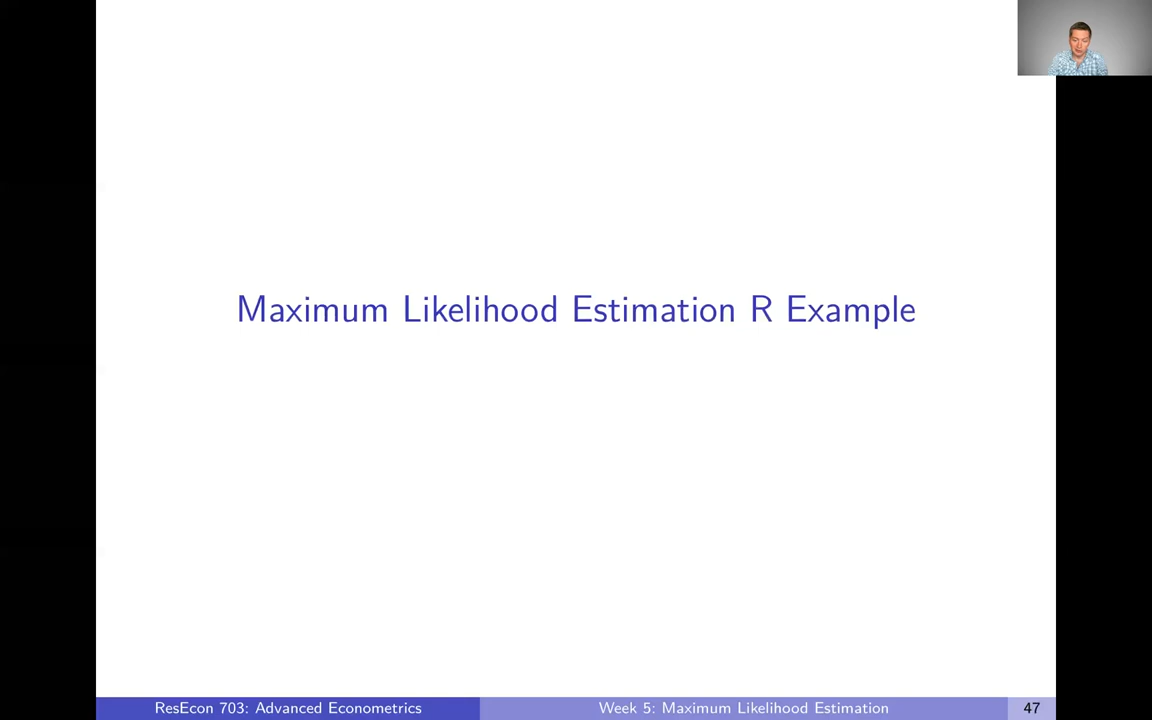 Maximum Likelihood Estimation R Example
ResEcon 703: Advanced Econometrics
Week 5: Maximum Likelihood Estimation
47